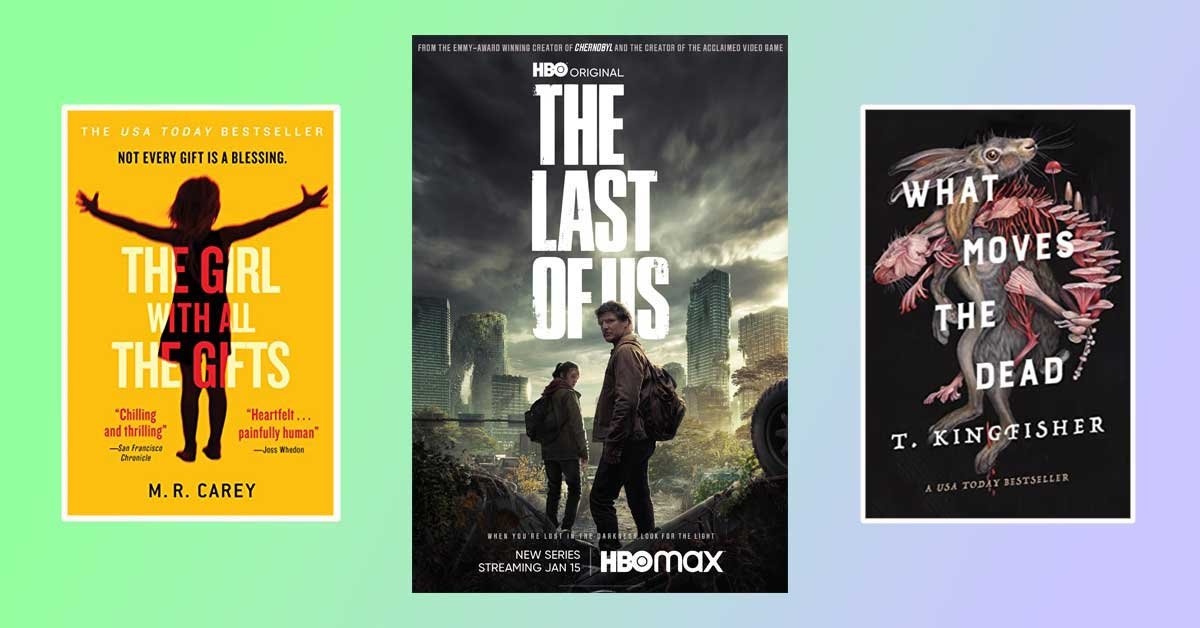 THE USA TODAY BESTSELLER
NOT EVERY GIFT IS A BLESSING.
THE GIRL
WITH ALL
THE GIFTS
"Chilling
and thrilling"
—San Francisco
Chronicle
"Heartfelt . . .
painfully human"
—Joss Whedon
M. R. CAREY
FROM THE EMMY-AWARD WINNING CREATOR OF CHERNOBYL AND THE CREATOR OF THE ACCLAIMED VIDEO GAME
HBO ORIGINAL
THE
LAST
OF US
WHEN YOU'RE LOST IN THE DARKNESS LOOK FOR THE LIGHT
NEW SERIES
STREAMING JAN 15
HBOmax
WHAT
MOVES
THE
DEAD
T. KINGFISHER
A USA TODAY BESTSELLER